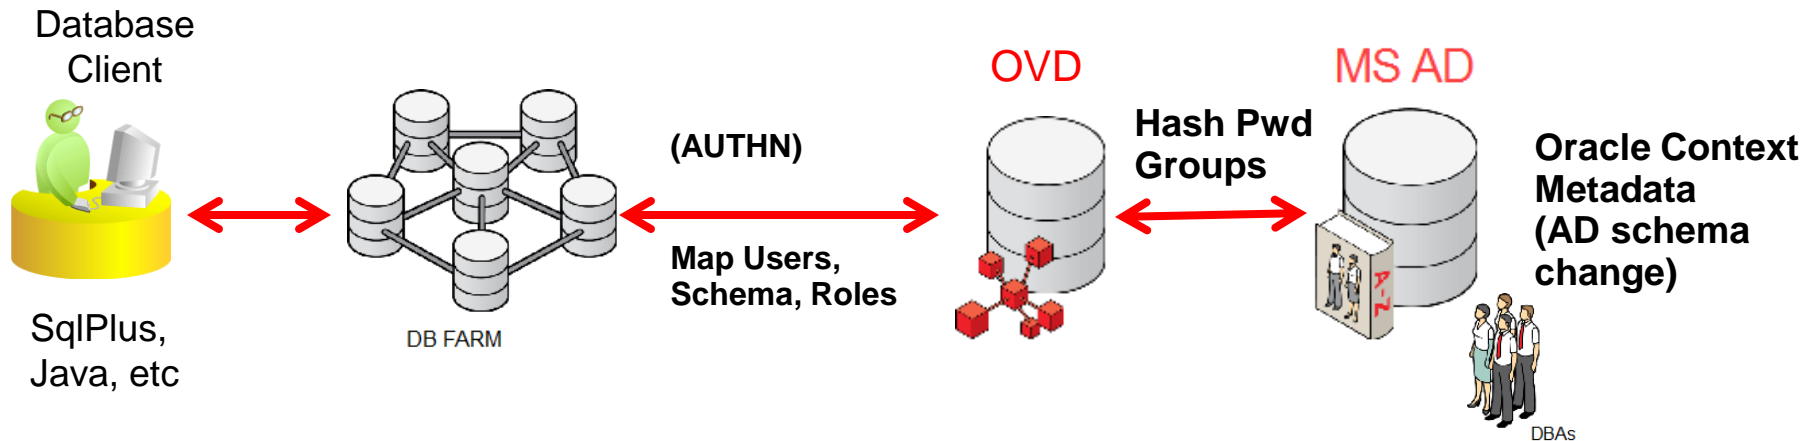 Database
Client
SqlPlus,
Java, etc
DB FARM
(AUTHN)
Map Users,
Schema, Roles
OVD
Hash Pwd
Groups
MS AD
A-Z
Oracle Context
Metadata
(AD schema
change)
DBAs